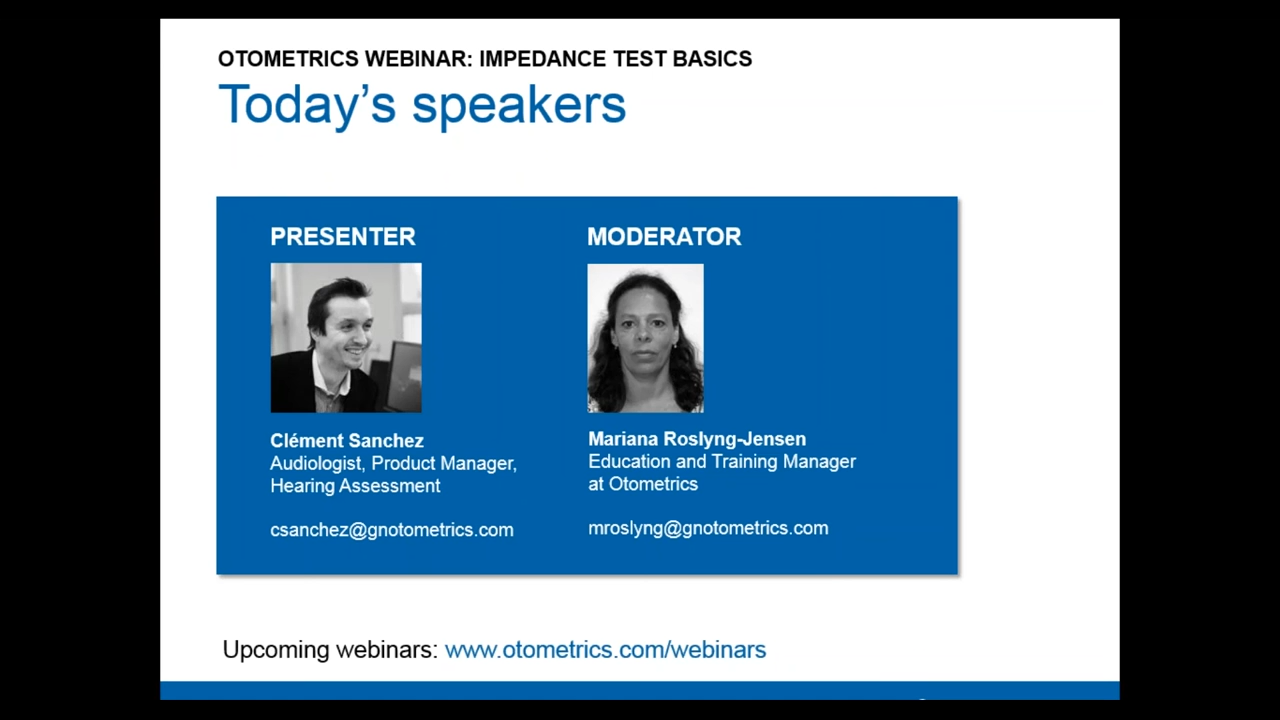 OTOMETRICS WEBINAR: IMPEDANCE TEST BASICS
Today's speakers
PRESENTER
Clément Sanchez
Audiologist, Product Manager,
Hearing Assessment
csanchez@gnotometrics.com
MODERATOR
Mariana Roslyng-Jensen
Education and Training Manager
at Otometrics
mroslyng@gnotometrics.com
Upcoming webinars: www.otometrics.com/webinars